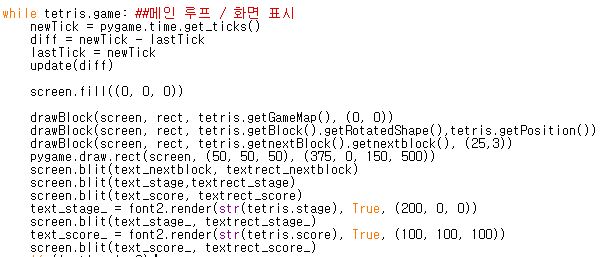 while tetris.game: ##메인 루프 / 화면 표시
    newTick = pygame.time.get_ticks()
    diff = newTick - lastTick
    lastTick = newTick
    update(diff)

    screen.fill((0, 0, 0))

    drawBlock(screen, rect, tetris.getGameMap(), (0, 0))
    drawBlock(screen, rect, tetris.getBlock().getRotatedShape(),tetris.getPosition())
    drawBlock(screen, rect, tetris.getnextBlock().getnextblock(), (25,3))
    pygame.draw.rect(screen, (50, 50, 50), (375, 0, 150, 500))
    screen.blit(text_nextblock, textrect_nextblock)
    screen.blit(text_stage,textrect_stage)
    screen.blit(text_score, textrect_score)
    text_stage_ = font2.render(str(tetris.stage), True, (200, 0, 0))
    screen.blit(text_stage_, textrect_stage_)
    text_score_ = font2.render(str(tetris.score), True, (100, 100, 100))
    screen.blit(text_score_, textrect_score_)